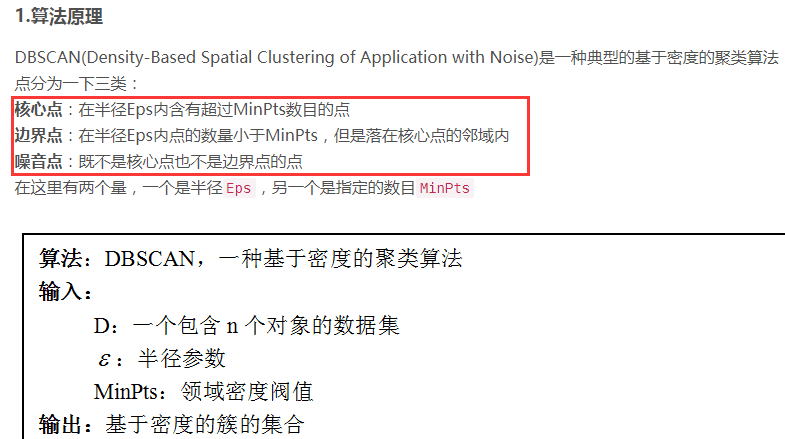 1.算法原理
DBSCAN(Density-Based Spatial Clustering of Application with Noise)是一种典型的基于密度的聚类算法
点分为一下三类：
核心点：在半径Eps内含有超过MinPts数目的点
边界点：在半径Eps内点的数量小于MinPts，但是落在核心点的邻域内
噪音点：既不是核心点也不是边界点的点
在这里有两个量，一个是半径 Eps ，另一个是指定的数目 MinPts
算法：DBSCAN，一种基于密度的聚类算法
输入：
D：一个包含 n 个对象的数据集
ε：半径参数
MinPts：领域密度阀值
输出：基于密度的簇的集合